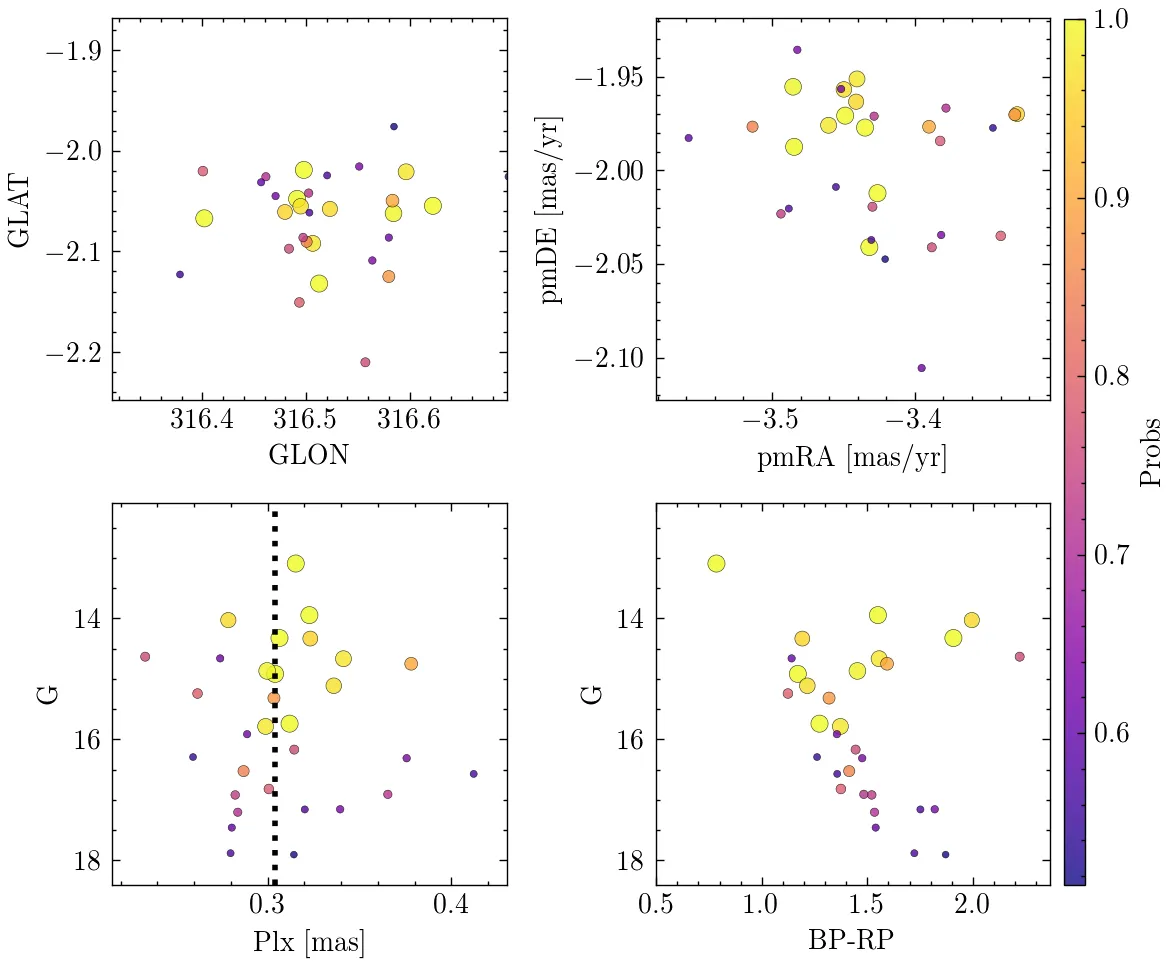 −1.9
−2.0
−2.1
−2.2
GLAT
316.4 316.5 316.6
GLON
−1.95
−2.00
−2.05
−2.10
pmDE [mas/yr]
−3.5 −3.4
pmRA [mas/yr]
14
16
18
G
0.3 0.4
Plx [mas]
14
16
18
G
0.5 1.0 1.5 2.0
BP-RP
1.0
0.9
0.8
0.7
0.6
Probs